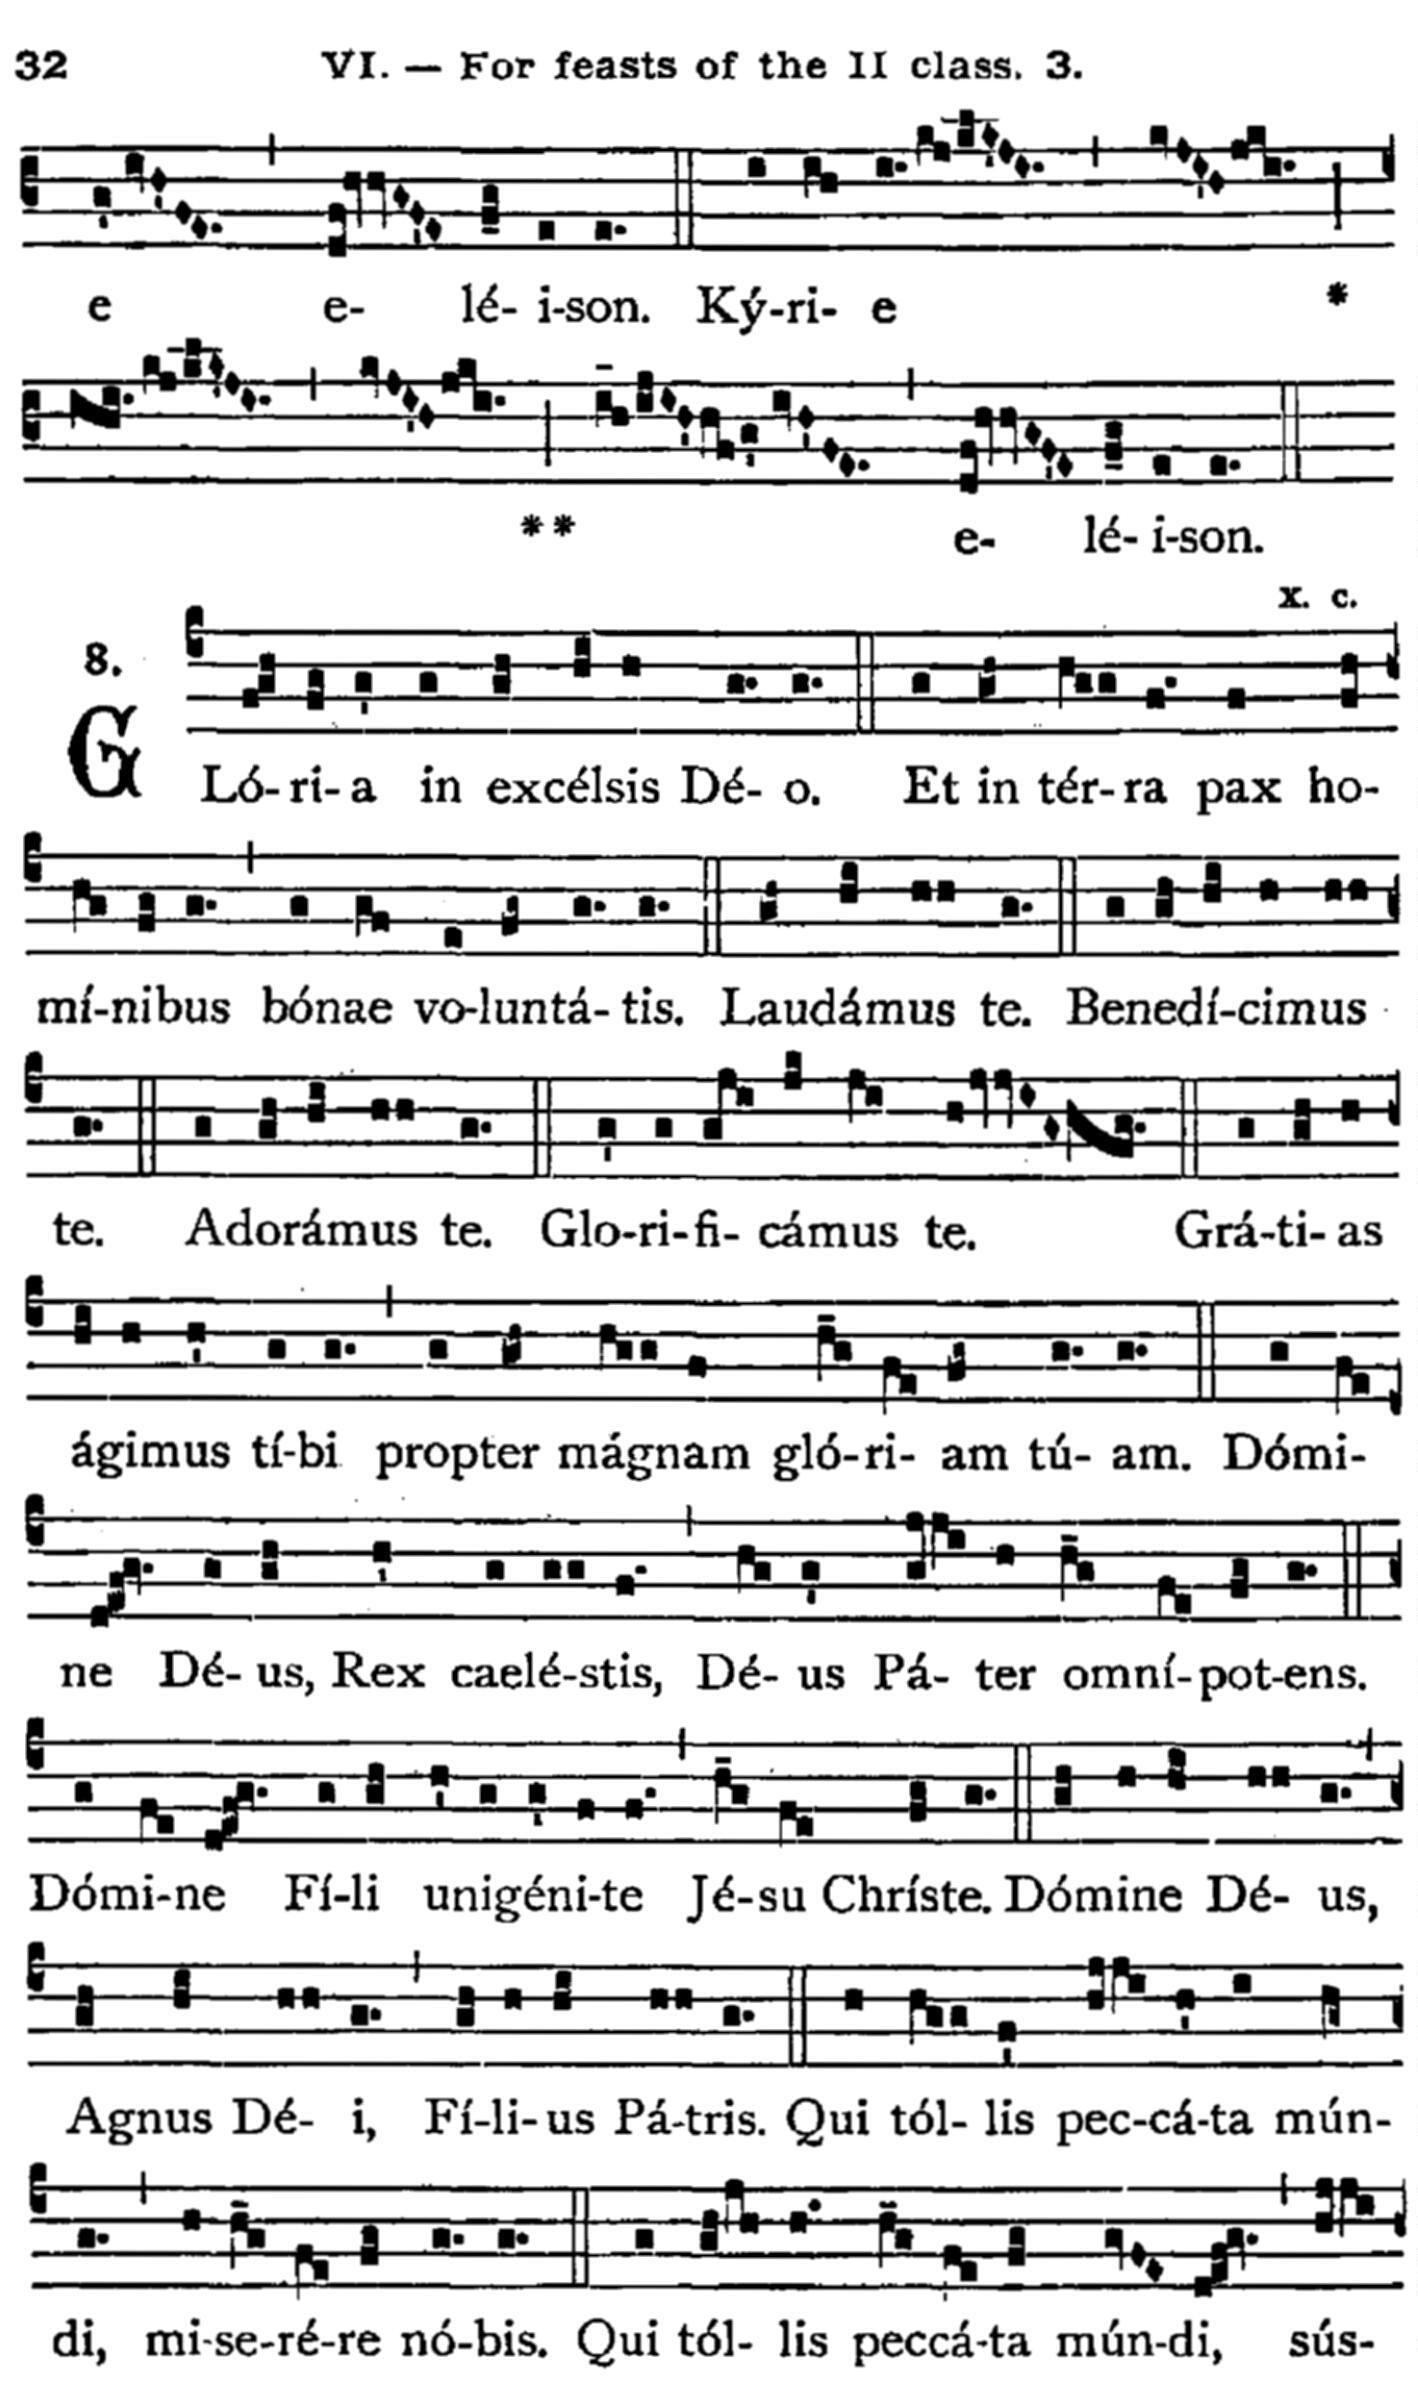 32 VI. — For feasts of the II class. 3.
e e- lé- i-son. Ký-ri- e *
** e- lé- i-son.
x. c.
8.
GLó-ri-a in excélsis Dé- o. Et in tér-ra pax ho-
mí-nibus bónae vo-luntá-tis. Laudámus te. Benedí-cimus
te. Adorámus te. Glo-ri-fi- cámus te. Grá-ti-as
ágimus tí-bi propter mágnam gló-ri- am tú- am. Dómi-
ne Dé- us, Rex caelé-stis, Dé- us Pá- ter omní-pot-ens.
Dómi-ne Fí-li unigéni-te Jé-su Chríste. Dómine Dé- us,
Agnus Dé- i, Fí-li-us Pá-tris. Qui tól- lis pec-cá-ta mún-
di, mi-se-ré-re nó-bis. Qui tól- lis peccá-ta mún-di, sús-